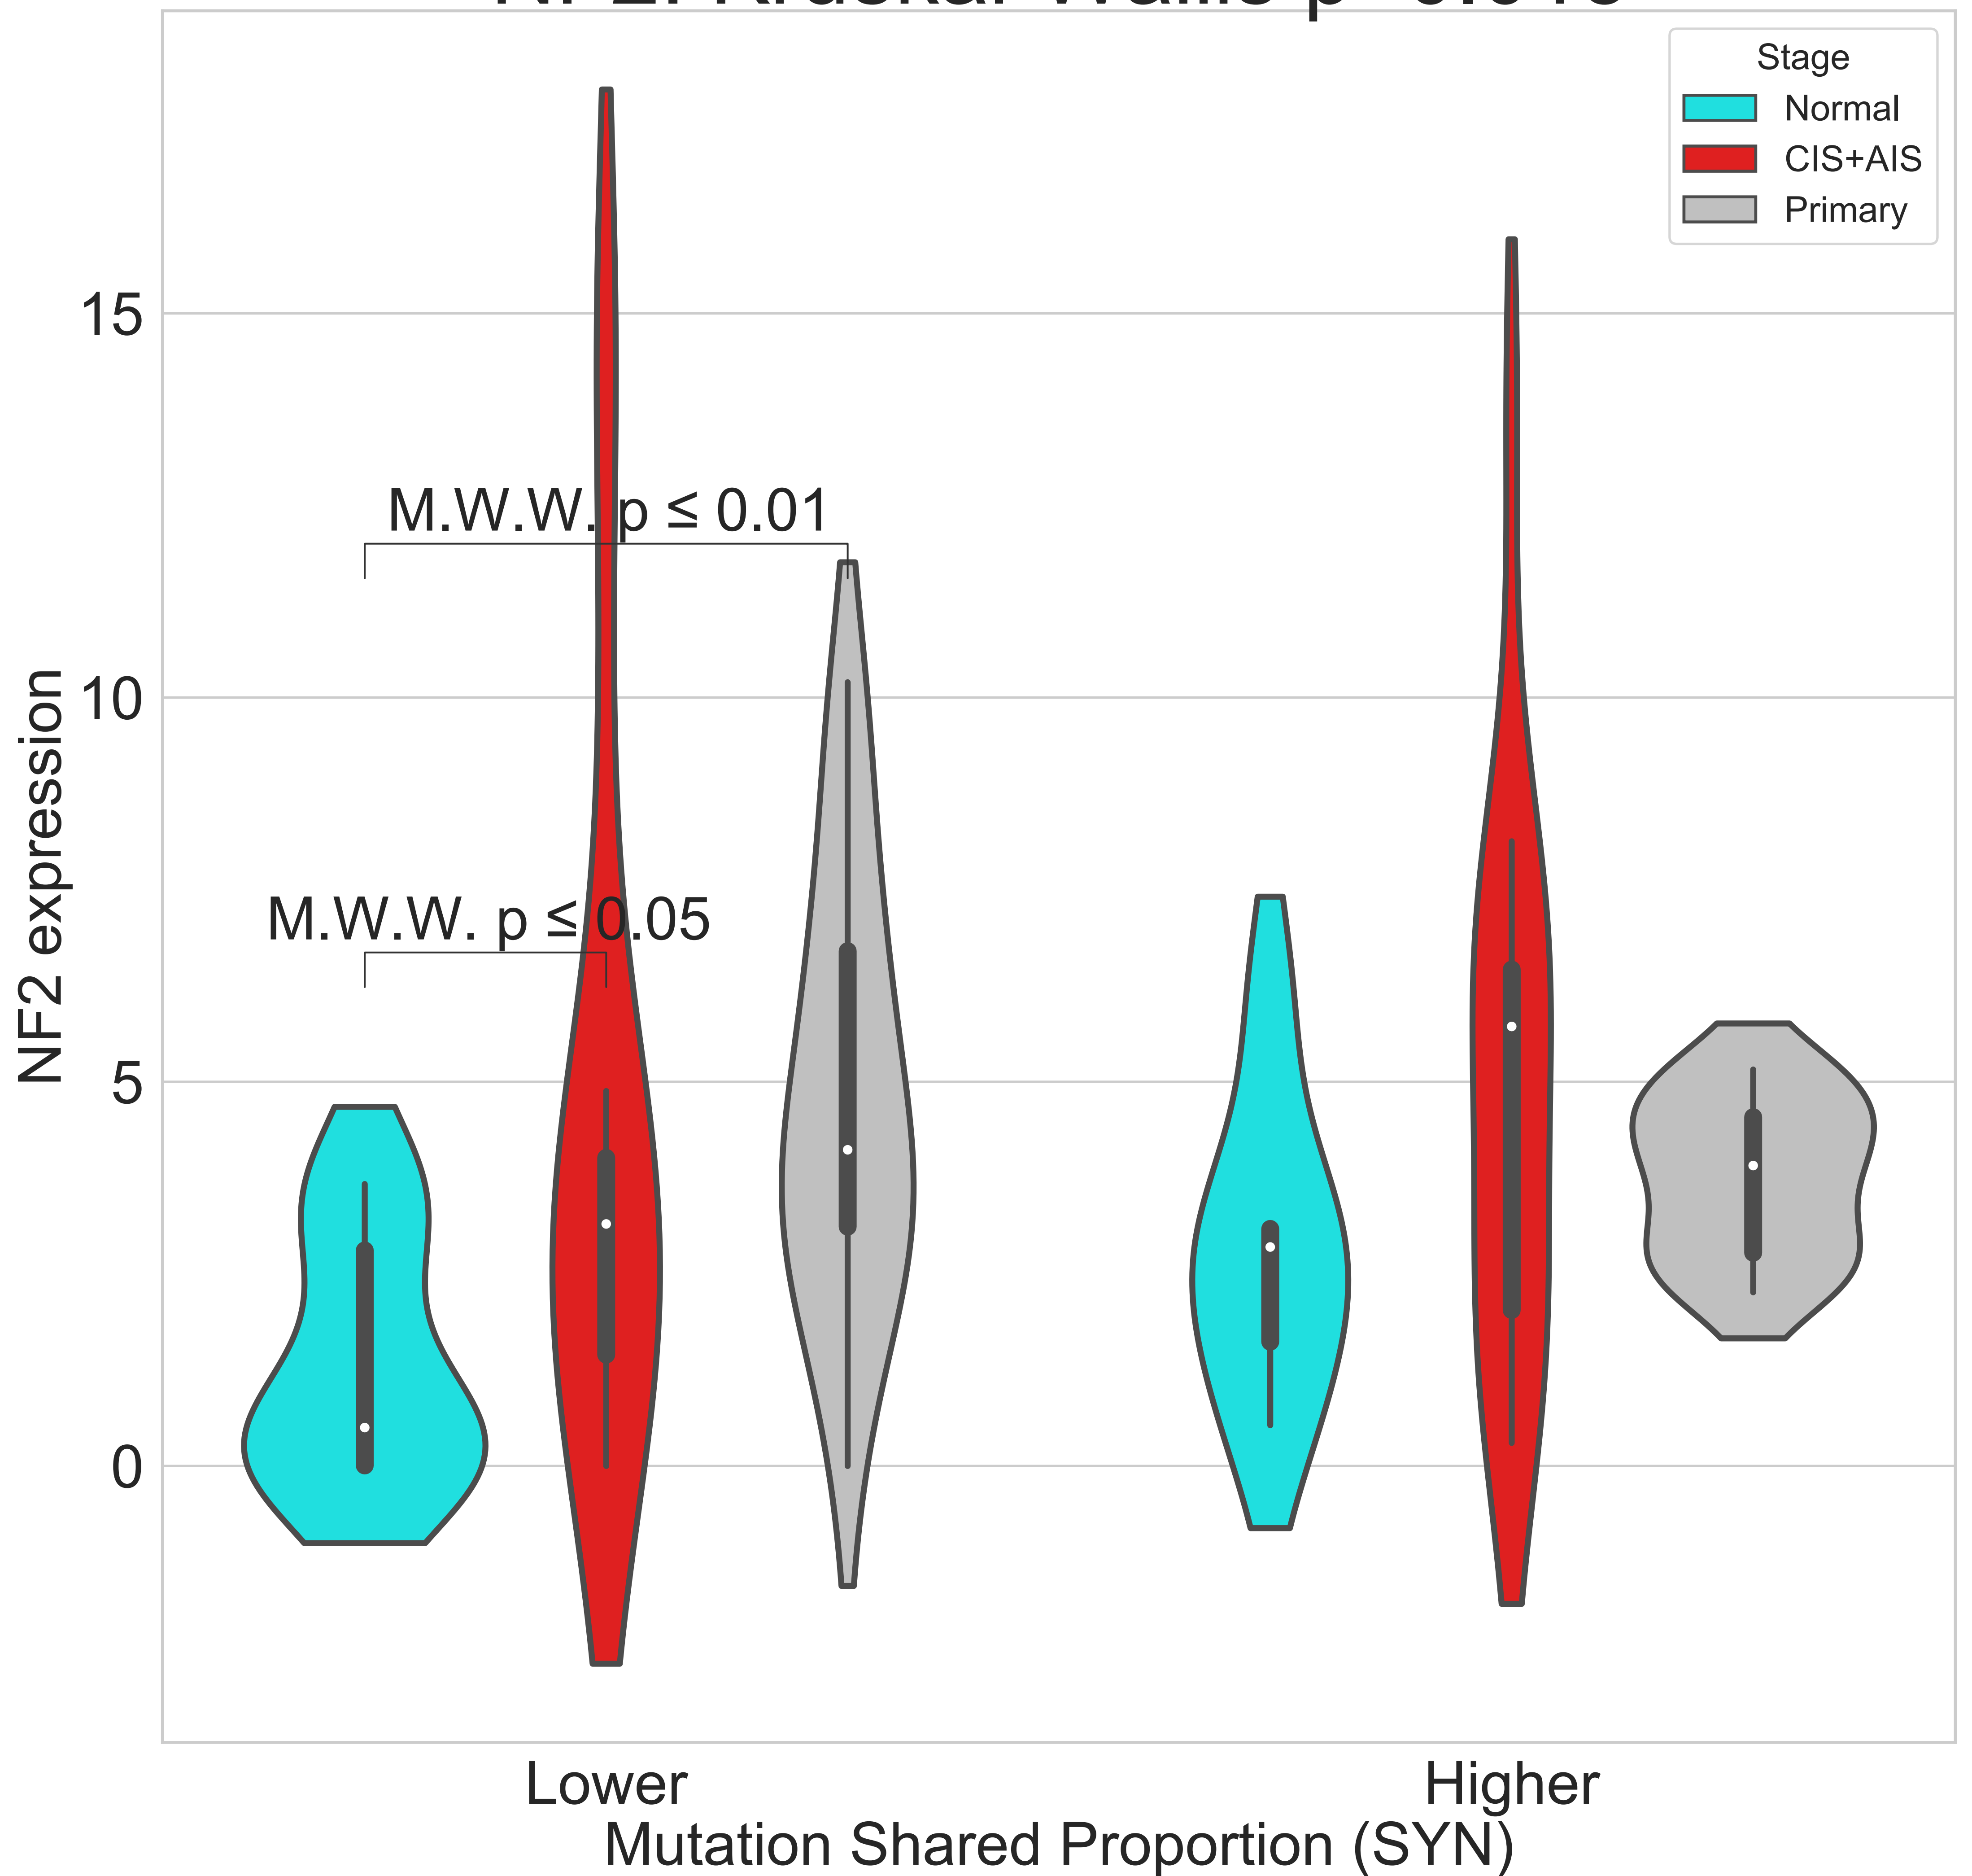 Stage
Normal
CIS+AIS
Primary
15
10
5
0
NF2 expression
M.W.W. p ≤ 0.01
M.W.W. p ≤ 0.05
Lower
Higher
Mutation Shared Proportion (SYN)